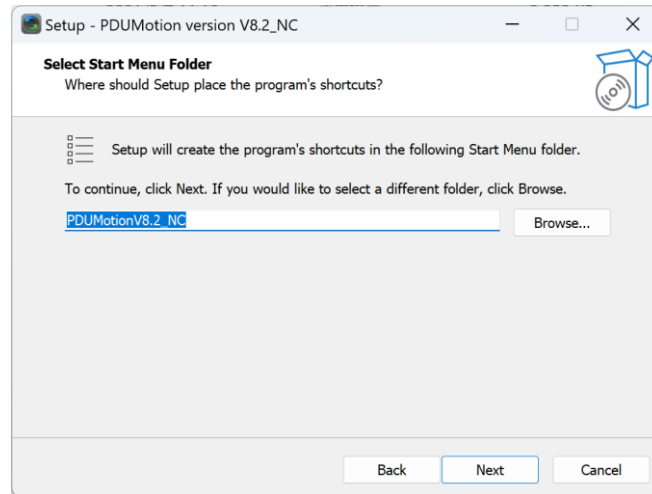 Setup - PDUMotion version V8.2_NC
Select Start Menu Folder
Where should Setup place the program's shortcuts?
Setup will create the program's shortcuts in the following Start Menu folder.
To continue, click Next. If you would like to select a different folder, click Browse.
PDUMotionV8.2_NC
Browse...
Back
Next
Cancel